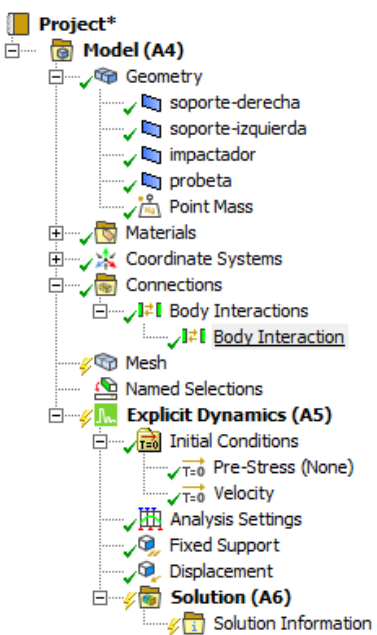 Project*
Model (A4)
Geometry
soporte-derecha
soporte-izquierda
impactador
probeta
Point Mass
Materials
Coordinate Systems
Connections
Body Interactions
Body Interaction
Mesh
Named Selections
Explicit Dynamics (A5)
Initial Conditions
T=0 Pre-Stress (None)
T=0 Velocity
Analysis Settings
Fixed Support
Displacement
Solution (A6)
Solution Information